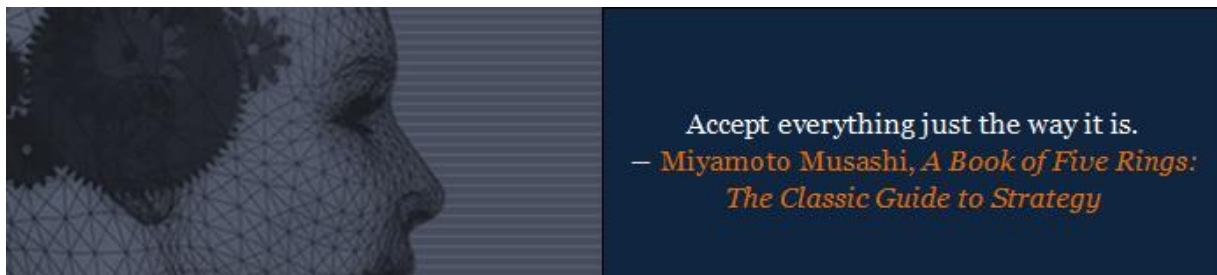 Accept everything just the way it is.
— Miyamoto Musashi, A Book of Five Rings:
The Classic Guide to Strategy